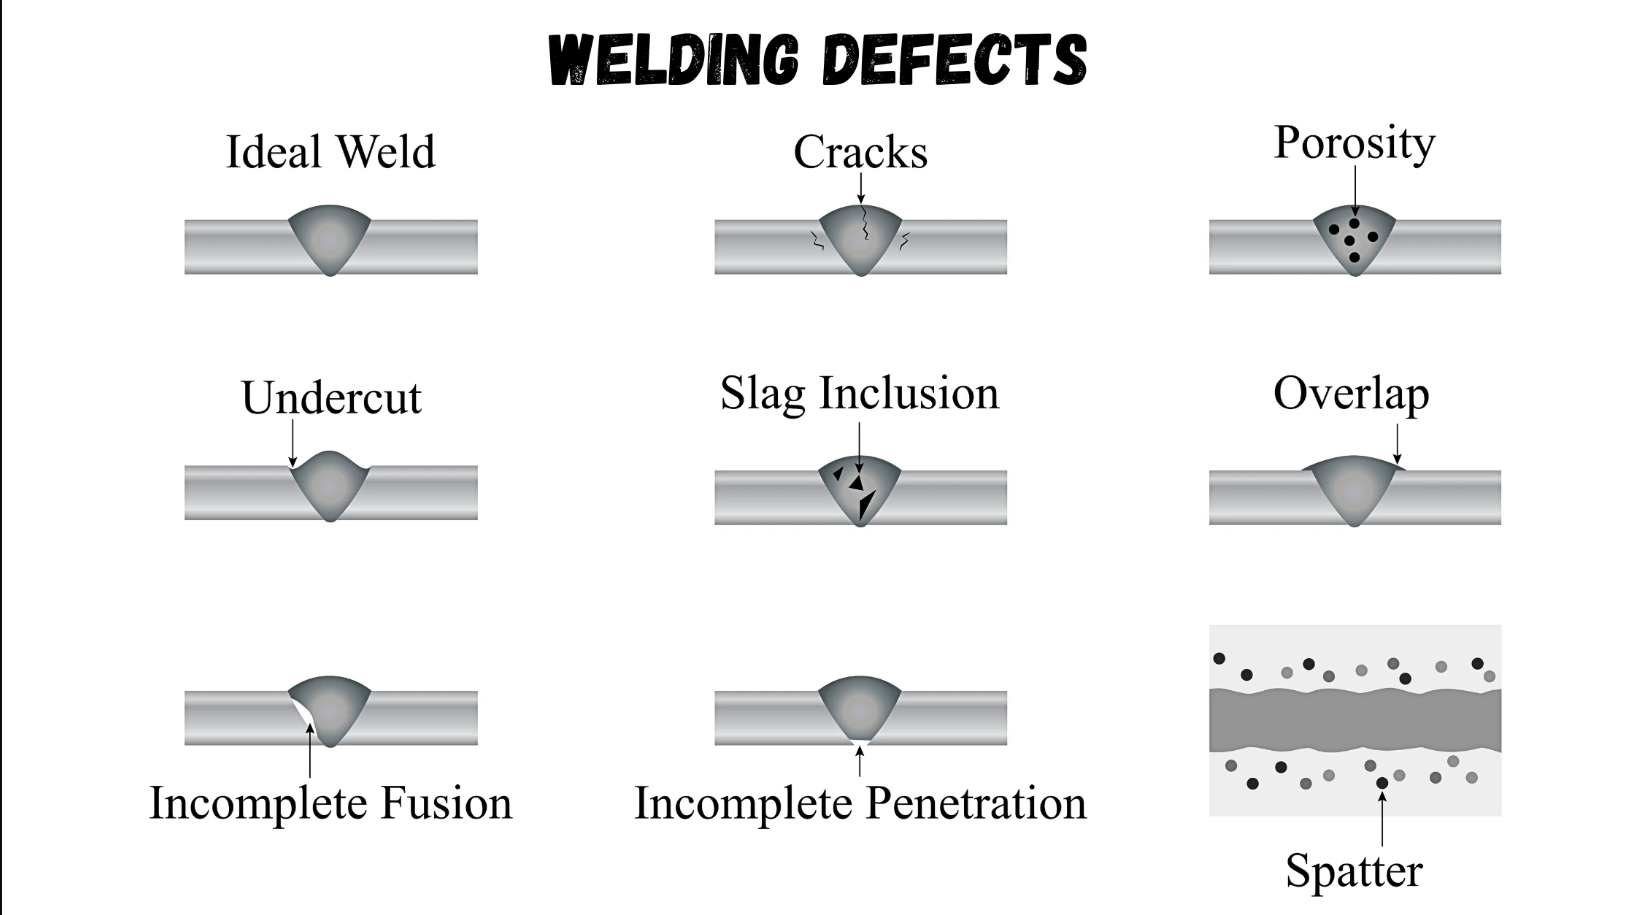 WELDING DEFECTS
Ideal Weld
Cracks
Porosity
Undercut
Slag Inclusion
Overlap
Incomplete Fusion
Incomplete Penetration
Spatter